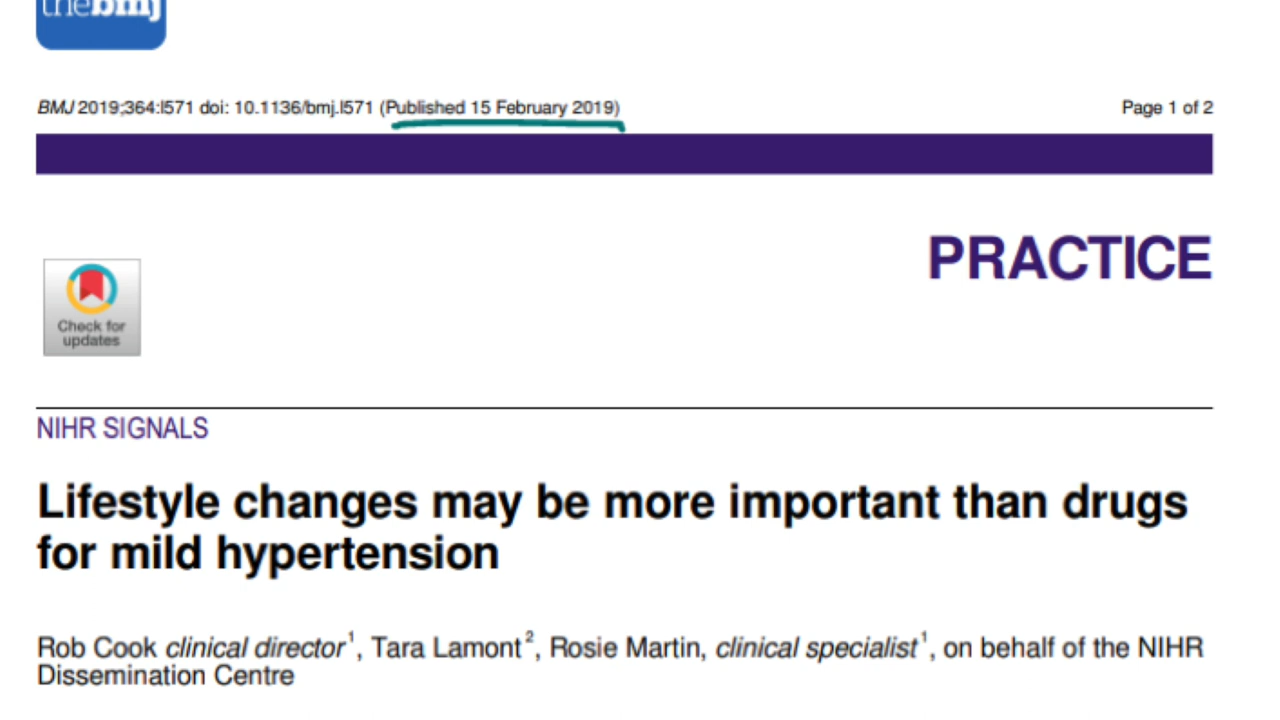 thebmj
BMJ 2019;364:l571 doi: 10.1136/bmj.l571 (Published 15 February 2019)
Page 1 of 2
PRACTICE
Check for
updates
NIHR SIGNALS
Lifestyle changes may be more important than drugs
for mild hypertension
Rob Cook clinical director¹, Tara Lamont², Rosie Martin, clinical specialist¹, on behalf of the NIHR
Dissemination Centre